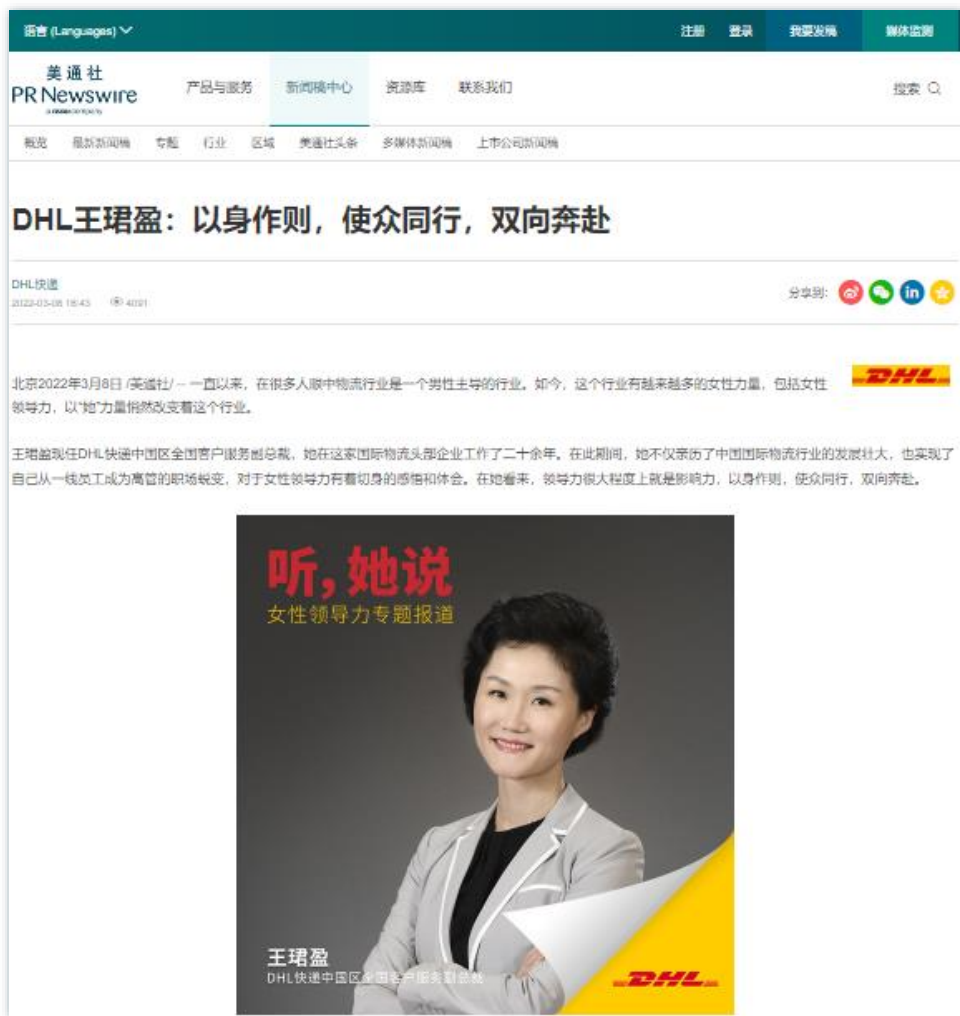 语言 (Languages)
注册 登录 我要发稿 媒体监测
美通社
PR Newswire
a company
产品与服务 新闻稿中心 资源库 联系我们
搜索
概览 最新新闻稿 专题 行业 区域 美通社头条 多媒体新闻稿 上市公司新闻稿
DHL王珺盈：以身作则，使众同行，双向奔赴
DHL快递
2022-03-08 18:43 4091
分享到:
in
北京2022年3月8日 /美通社/ -- 一直以来，在很多人眼中物流行业是一个男性主导的行业。如今，这个行业有越来越多的女性力量，包括女性
领导力，以"她"力量悄然改变着这个行业。
DHL
王珺盈现任DHL快递中国区全国客户服务副总裁，她在这家国际物流头部企业工作了二十余年。在此期间，她不仅亲历了中国国际物流行业的发展壮大，也实现了
自己从一线员工成为高管的职场蜕变，对于女性领导力有着切身的感悟和体会。在她看来，领导力很大程度上就是影响力，以身作则，使众同行，双向奔赴。
听,她说
女性领导力专题报道
王珺盈
DHL快递中国区全国客户服务副总裁
DHL